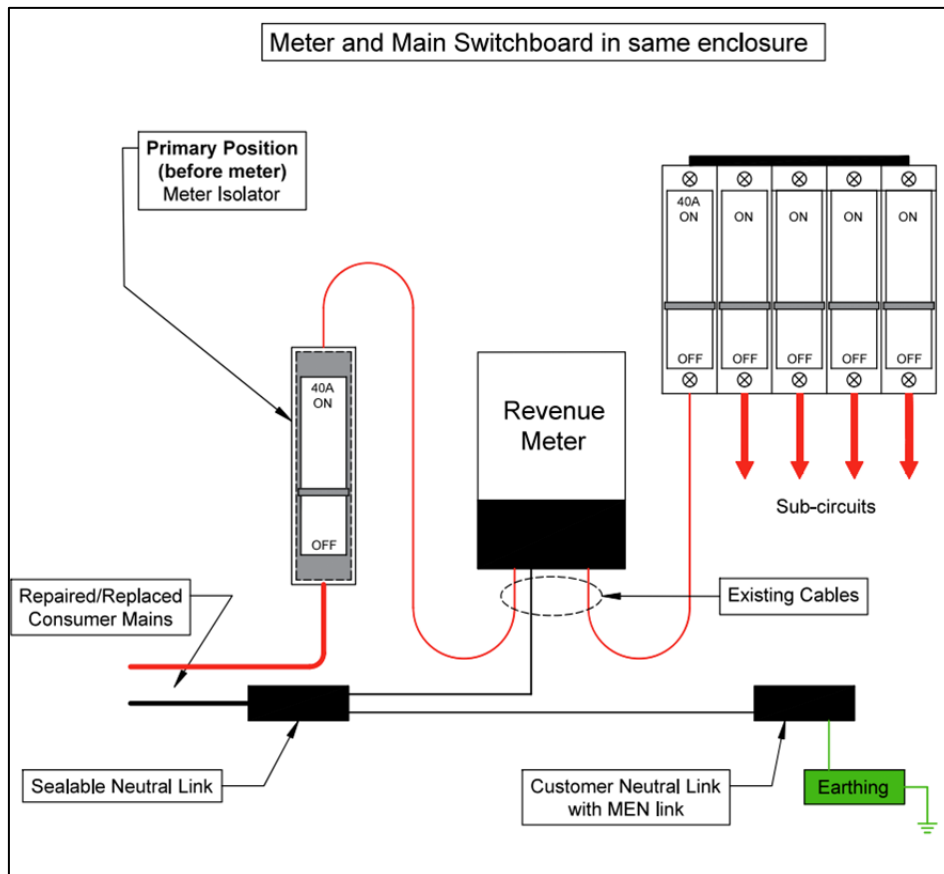 Meter and Main Switchboard in same enclosure
Primary Position
(before meter)
Meter Isolator
40A
ON
ON
ON
ON
ON
OFF
OFF
OFF
OFF
OFF
40A
ON
OFF
Revenue
Meter
Sub-circuits
Repaired/Replaced
Consumer Mains
Existing Cables
Sealable Neutral Link
Customer Neutral Link
with MEN link
Earthing